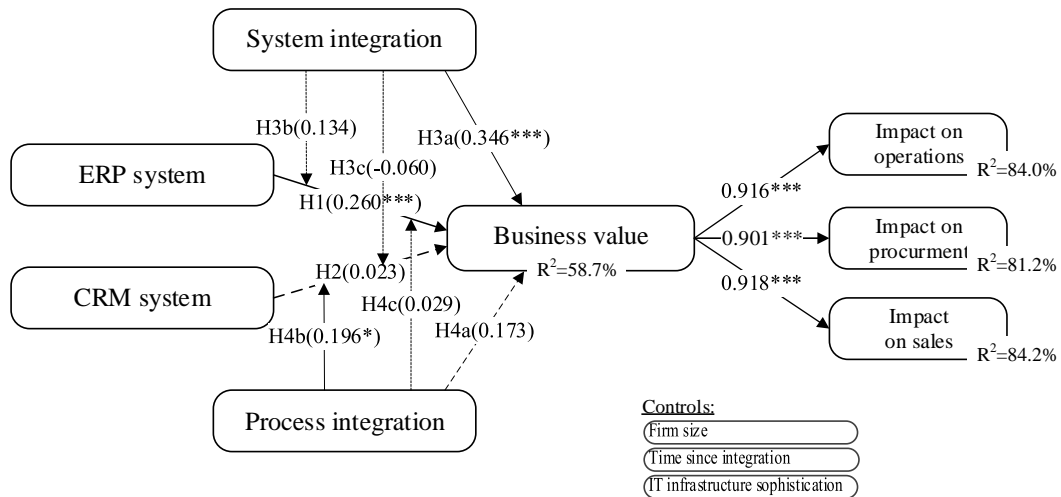 System integration
H3b(0.134)
H3a(0.346***)
H3c(-0.060)
ERP system
H1(0.260***)
Impact on
operations
R²=84.0%
0.916***
Business value
R²=58.7%
0.901***
Impact on
procurment
R²=81.2%
H2(0.023)
CRM system
H4c(0.029)
0.918***
H4b(0.196*)
H4a(0.173)
Impact
on sales
R²=84.2%
Process integration
Controls:
Firm size
Time since integration
IT infrastructure sophistication